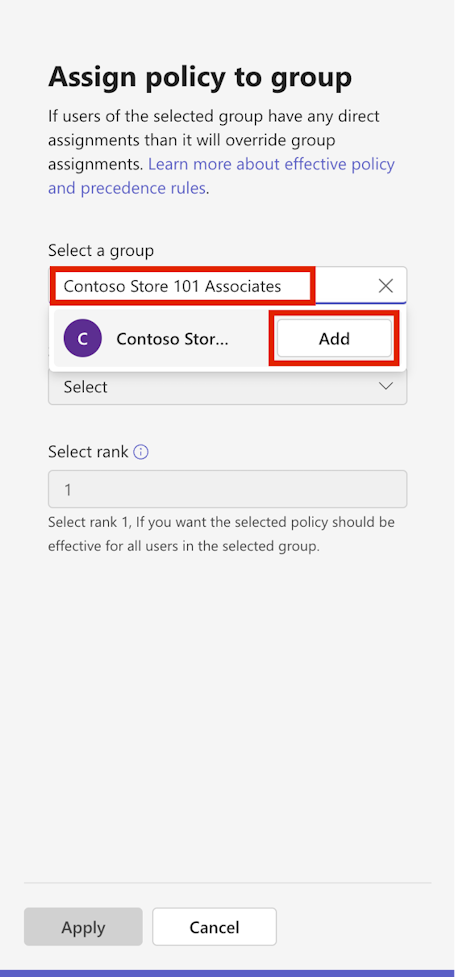 Assign policy to group
If users of the selected group have any direct
assignments than it will override group
assignments. Learn more about effective policy
and precedence rules.
Select a group
Contoso Store 101 Associates
C Contoso Stor... Add
Select
Select rank
1
Select rank 1, If you want the selected policy should be
effective for all users in the selected group.
Apply Cancel